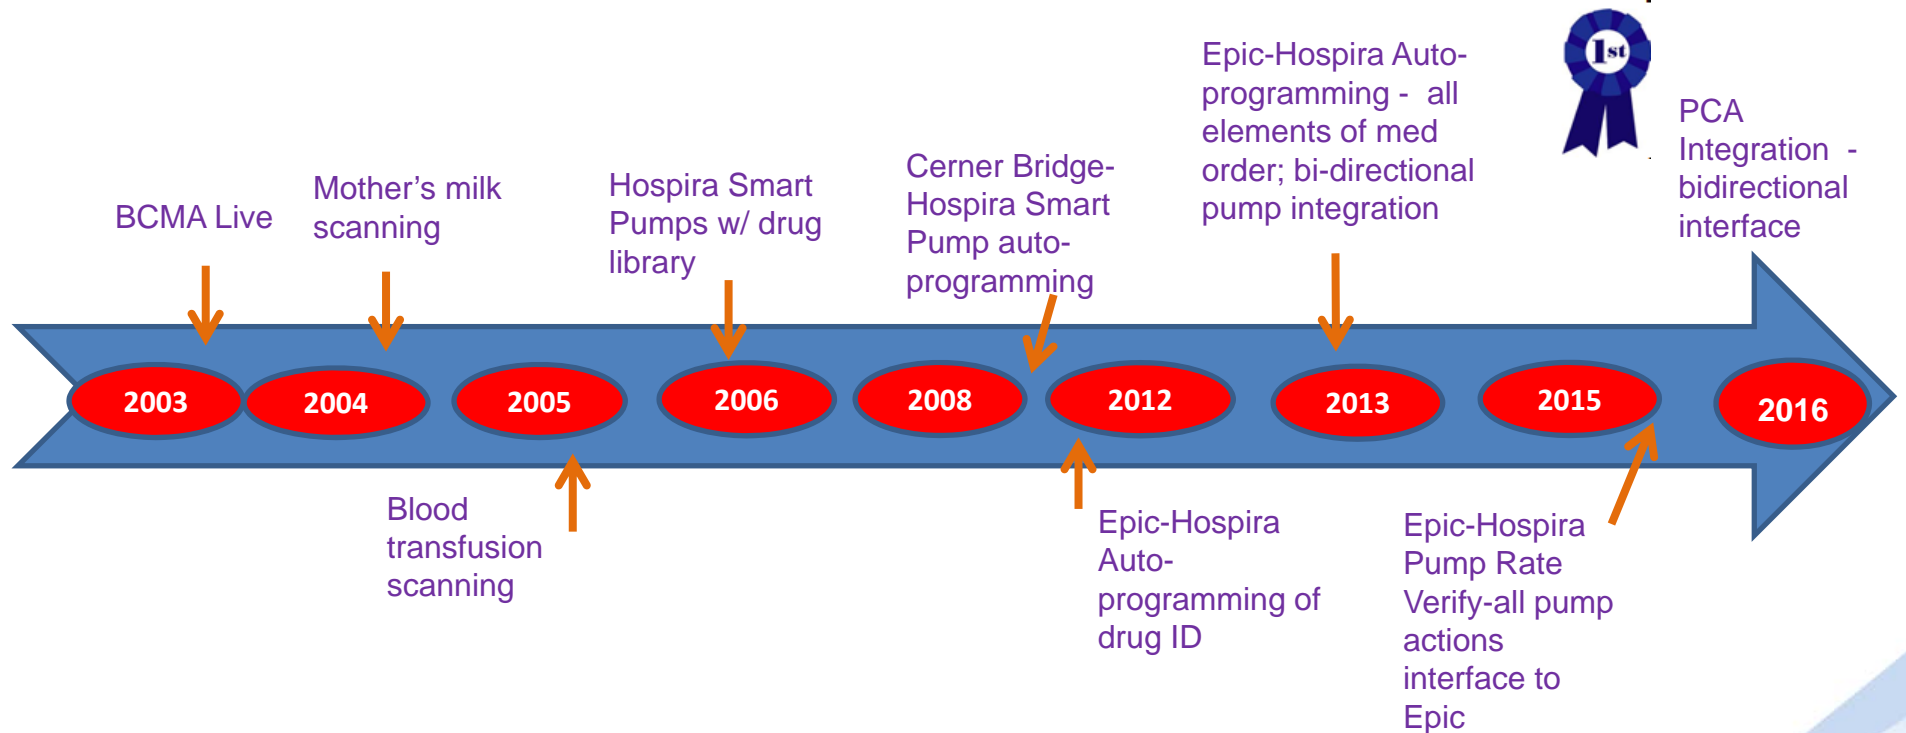 1st
Epic-Hospira Auto-
programming -  all
elements of med
order; bi-directional
pump integration
PCA
Integration  -
bidirectional
interface
Cerner Bridge-
Hospira Smart
Pump auto-
programming
Hospira Smart
Pumps w/ drug
library
Mother's milk
scanning
BCMA Live
2003
2004
2005
2006
2008
2012
2013
2015
2016
Blood
transfusion
scanning
Epic-Hospira
Auto-
programming of
drug ID
Epic-Hospira
Pump Rate
Verify-all pump
actions
interface to
Epic